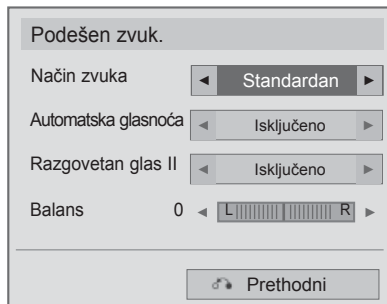 Podešen zvuk.
Način zvuka ◄ Standardan ►
Automatska glasnoća ◄ Isključeno ►
Razgovetan glas II ◄ Isključeno ►
Balans 0 ◄ L R ►
Prethodni